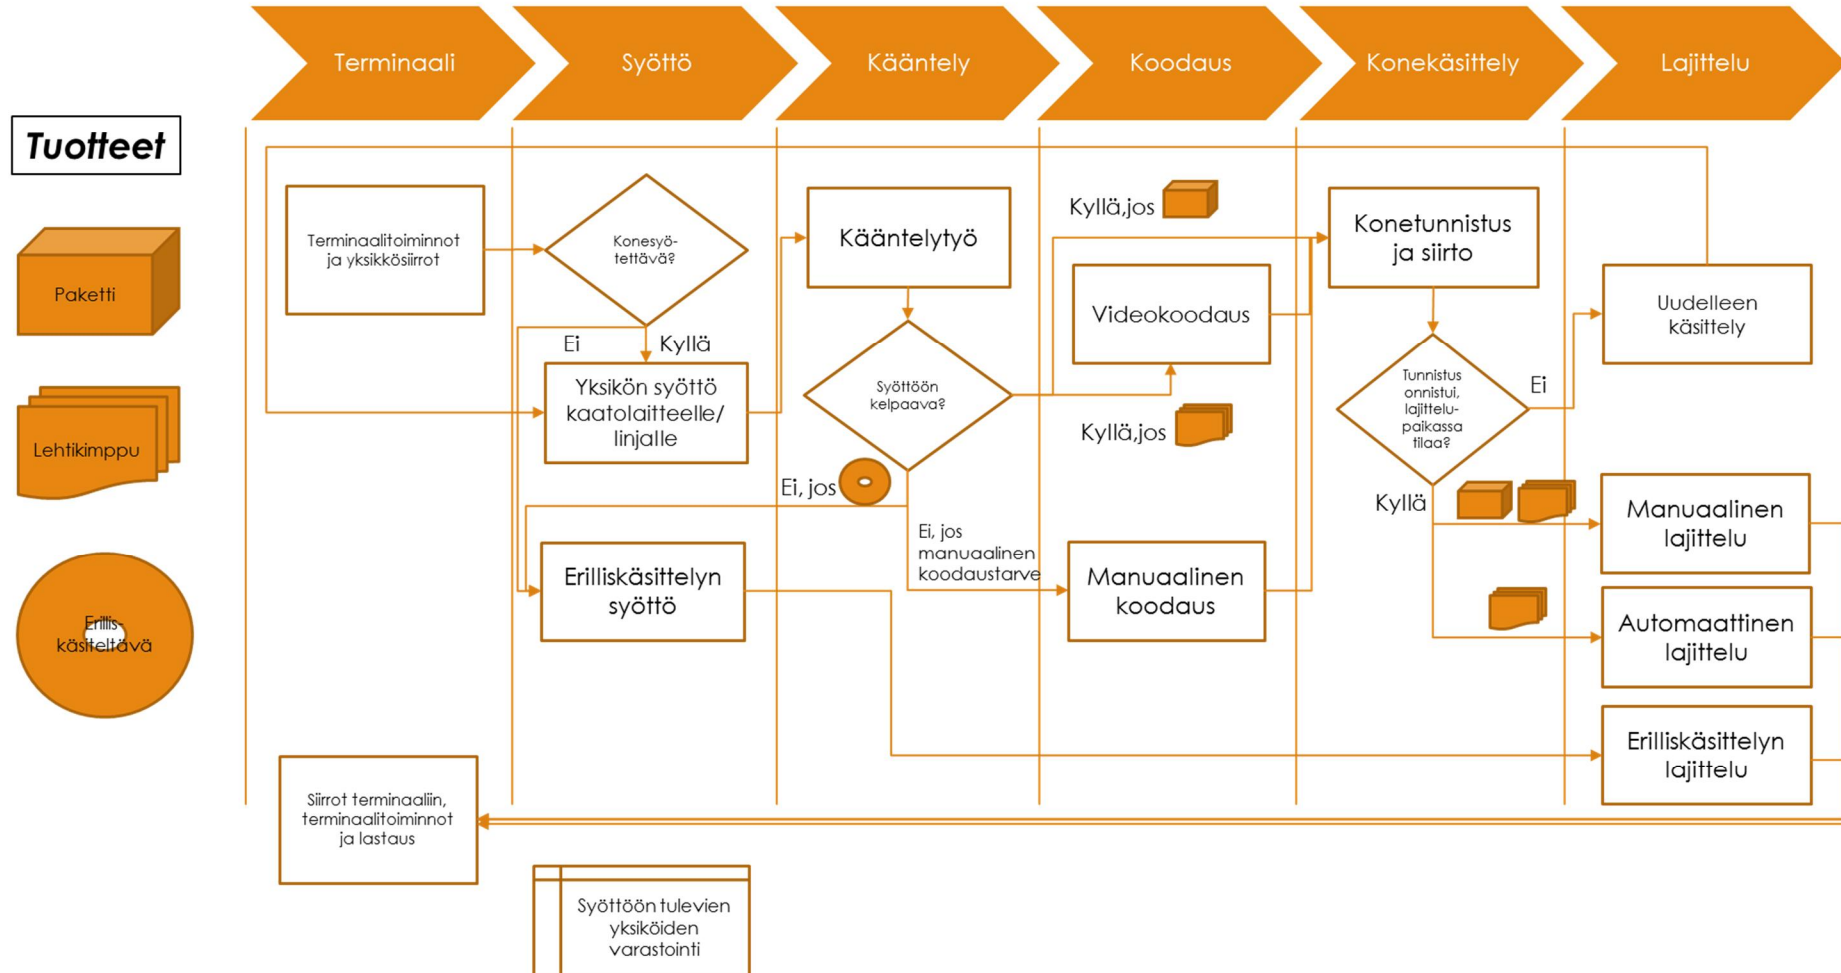 Terminaali
Syöttö
Kääntely
Koodaus
Konekäsittely
Lajittelu
Tuotteet
Paketti
Lehtikimppu
Erillis-
käsiteltävä
Terminaalitoiminnot
ja yksikkösiirrot
Siirrot terminaaliin,
terminaalitoiminnot
ja lastaus
Konesyö-
tettävä?
Ei
Kyllä
Yksikön syöttö
kaatolaitteelle/
linjalle
Erilliskäsittelyn
syöttö
Syöttöön tulevien
yksiköiden
varastointi
Kääntelytyö
Syöttöön
kelpaava?
Ei, jos
Ei, jos
manuaalinen
koodaustarve
Kyllä,jos
Videokoodaus
Kyllä,jos
Manuaalinen
koodaus
Konetunnistus
ja siirto
Tunnistus
onnistui,
lajittelu-
paikassa
tilaa?
Ei
Kyllä
Uudelleen
käsittely
Manuaalinen
lajittelu
Automaattinen
lajittelu
Erilliskäsittelyn
lajittelu